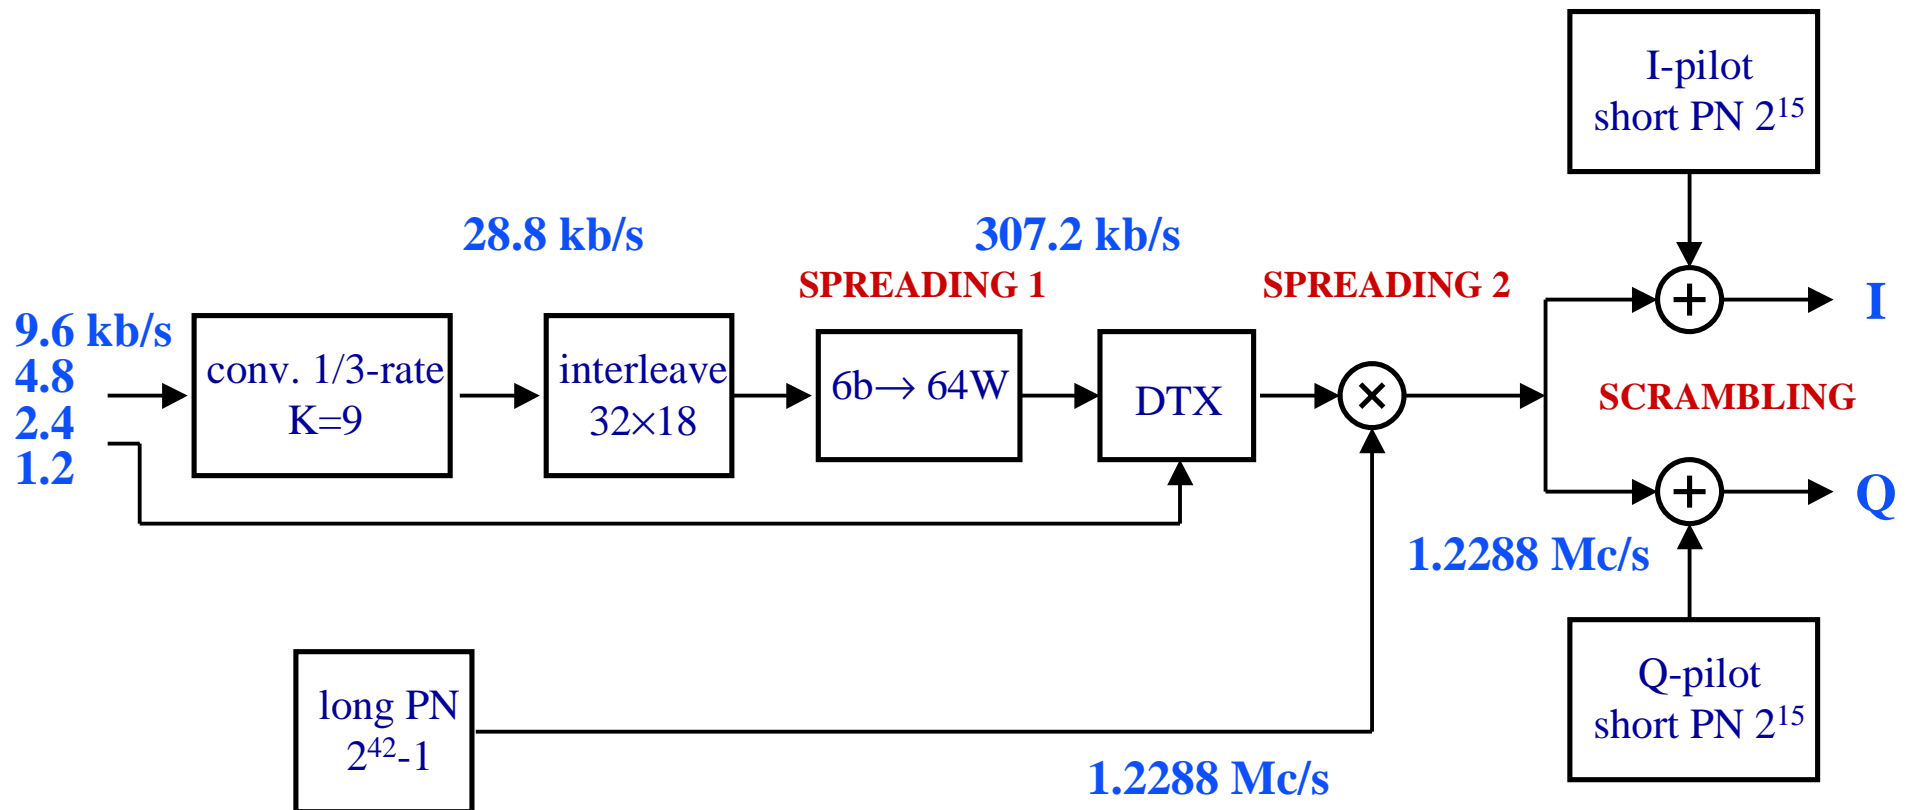 I-pilot
short PN 2¹⁵
28.8 kb/s
307.2 kb/s
SPREADING 1
SPREADING 2
9.6 kb/s
4.8
2.4
1.2
conv. 1/3-rate
K=9
interleave
32×18
6b→ 64W
DTX
×
+
I
SCRAMBLING
+
Q
1.2288 Mc/s
long PN
2⁴²-1
1.2288 Mc/s
Q-pilot
short PN 2¹⁵